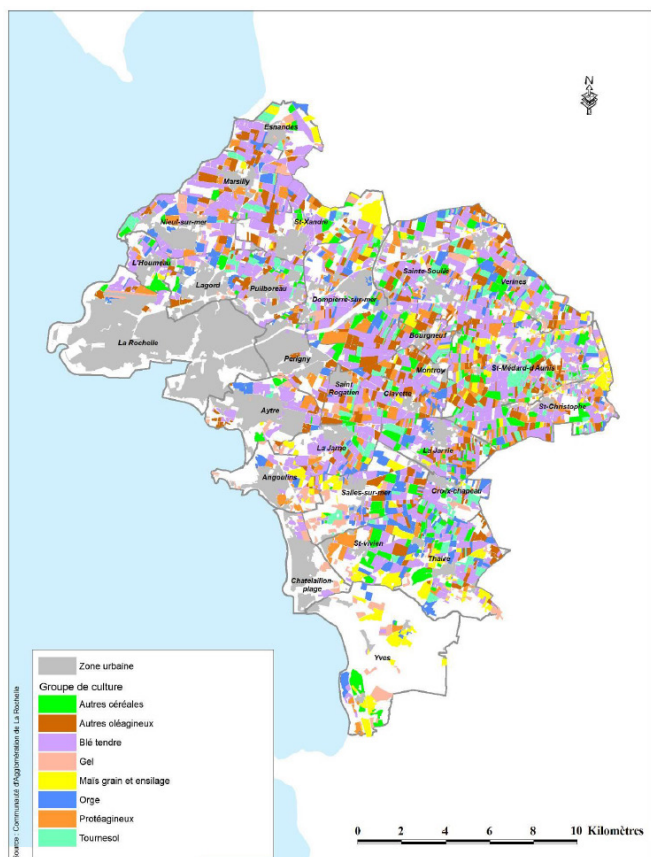 N
Esnandes
Marsilly
Nieul-sur-mer
St-Xandre
L'Houmeau
Lagord
Puilboreau
Sainte-Soulle
Vérines
Dompierre-sur-mer
La Rochelle
Bourgneuf
Périgny
Montroy
St-Médard-d'Aunis
Saint
Rogatien
Clavette
Aytre
St-Christophe
La Jarne
La Jarrie
Angoulins
Salles-sur-mer
Croix-chapeau
St-vivien
Thairé
Chatelaillon-
plage
Yves
Zone urbaine
Groupe de culture
Autres céréales
Autres oléagineux
Blé tendre
Gel
Maïs grain et ensilage
Orge
Protéagineux
Tournesol
Source : Communauté d'Agglomération de La Rochelle
0 2 4 6 8 10 Kilomètres